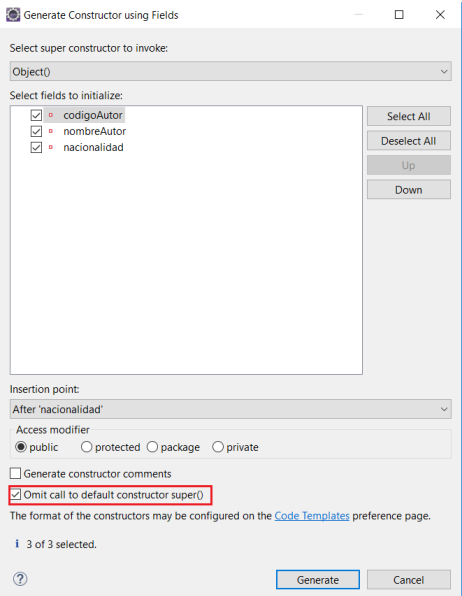 Generate Constructor using Fields
Select super constructor to invoke:
Object()
Select fields to initialize:
codigoAutor
nombreAutor
nacionalidad
Select All
Deselect All
Up
Down
Insertion point:
After 'nacionalidad'
Access modifier
public protected package private
Generate constructor comments
Omit call to default constructor super()
The format of the constructors may be configured on the Code Templates preference page.
i 3 of 3 selected.
? Generate Cancel